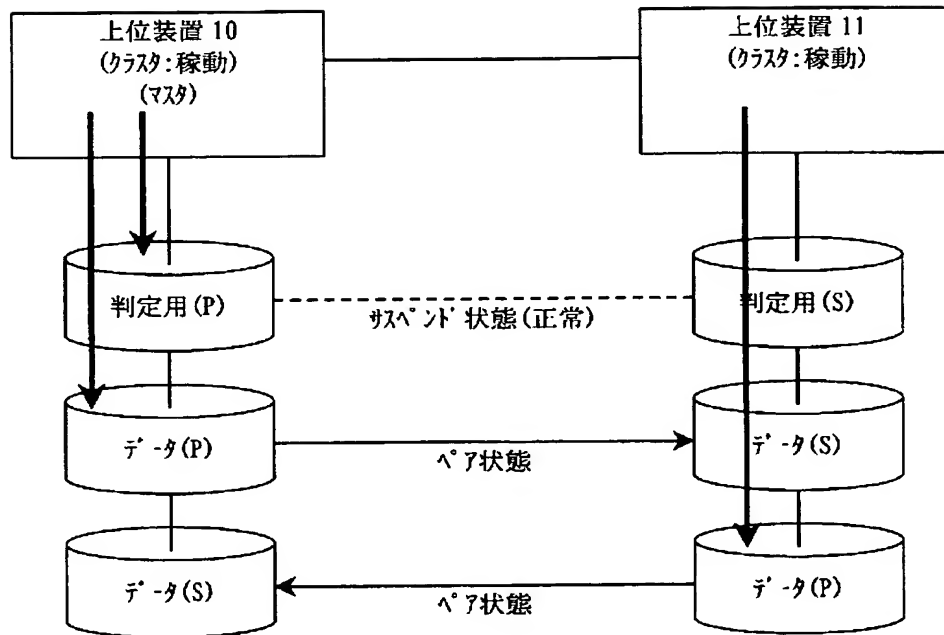 上位装置 10
(ｸﾗｽﾀ:稼動)
(ﾏｽﾀ)
上位装置 11
(ｸﾗｽﾀ:稼動)
判定用(P)
ｻｽﾍﾟﾝﾄﾞ状態(正常)
判定用(S)
ﾃﾞｰﾀ(P)
ﾍﾟｱ状態
ﾃﾞｰﾀ(S)
ﾃﾞｰﾀ(S)
ﾍﾟｱ状態
ﾃﾞｰﾀ(P)